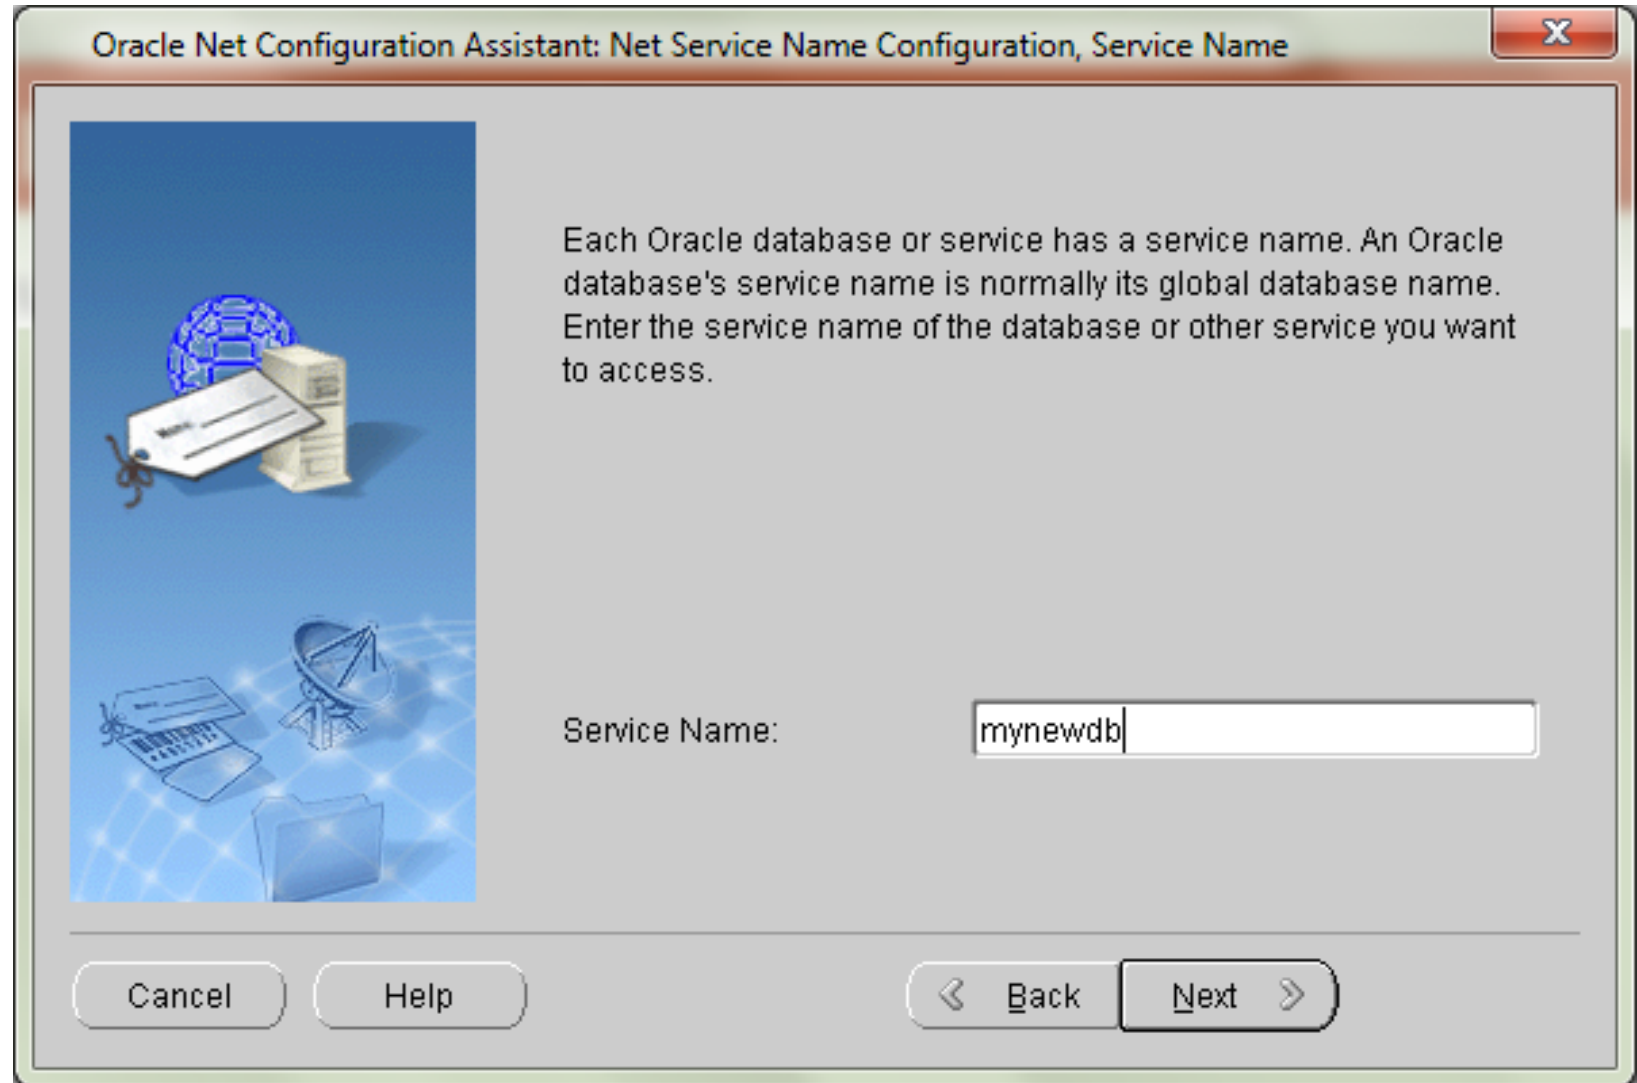 Oracle Net Configuration Assistant: Net Service Name Configuration, Service Name
Each Oracle database or service has a service name. An Oracle
database's service name is normally its global database name.
Enter the service name of the database or other service you want
to access.
Service Name:
mynewdb
Cancel
Help
Back
Next